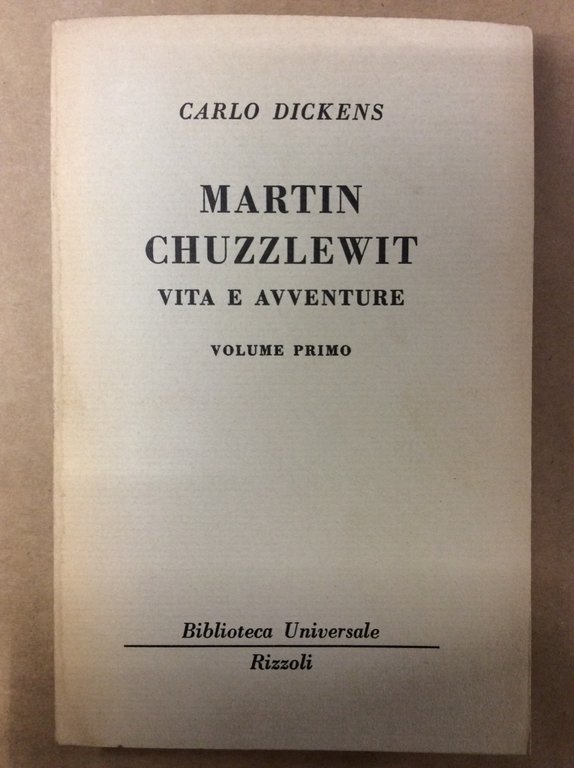 CARLO DICKENS
MARTIN
CHUZZLEWIT
VITA E AVVENTURE
VOLUME PRIMO
Biblioteca Universale
Rizzoli